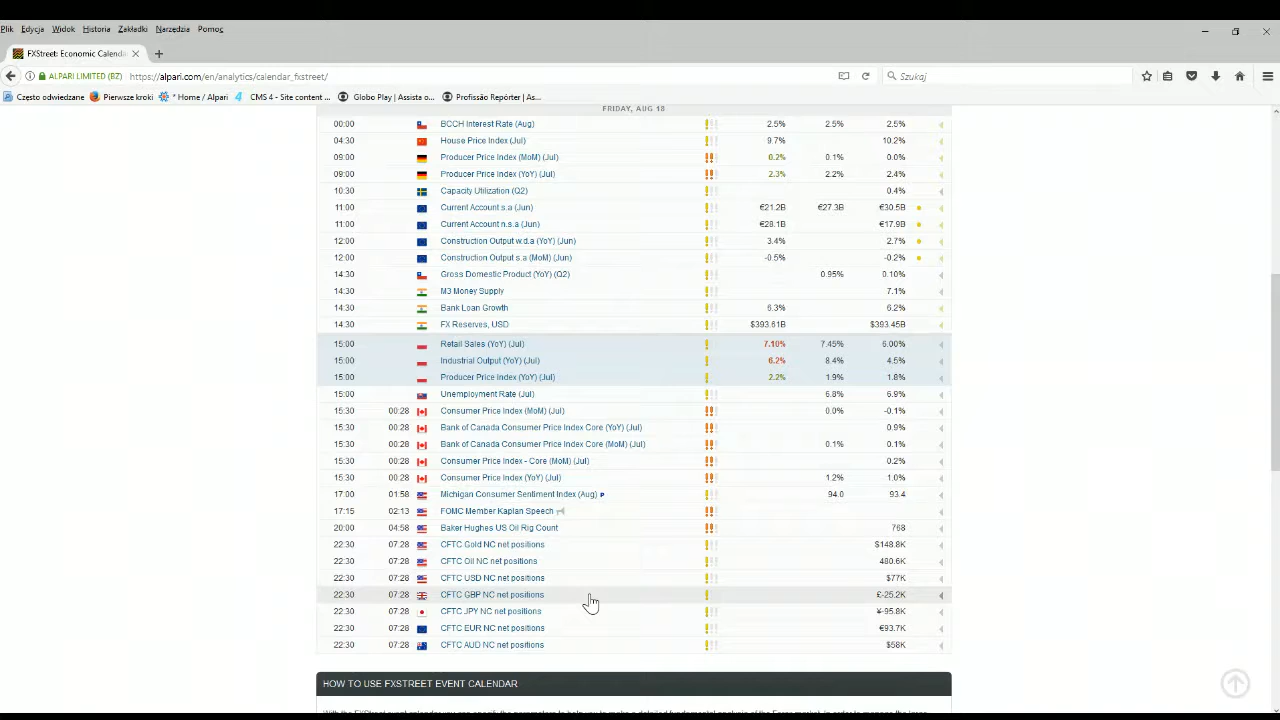 Plik Edycja Widok Historia Zakładki Narzędzia Pomoc
FXStreet: Economic Calenda
ALPARI LIMITED (BZ) https://alpari.com/en/analytics/calendar_fxstreet/ Szukaj
Często odwiedzane Pierwsze kroki * Home / Alpari CMS 4 - Site content ... Globo Play | Assista o... Profissão Repórter | As...
FRIDAY, AUG 18
00:00 BCCH Interest Rate (Aug) 2.5% 2.5% 2.5%
04:30 House Price Index (Jul) 9.7% 10.2%
09:00 Producer Price Index (MoM) (Jul) 0.2% 0.1% 0.0%
09:00 Producer Price Index (YoY) (Jul) 2.3% 2.2% 2.4%
10:30 Capacity Utilization (Q2) 0.4%
11:00 Current Account s.a (Jun) €21.2B €27.3B €30.5B
11:00 Current Account n.s.a (Jun) €28.1B €17.9B
12:00 Construction Output w.d.a (YoY) (Jun) 3.4% 2.7%
12:00 Construction Output s.a (MoM) (Jun) -0.5% -0.2%
14:30 Gross Domestic Product (YoY) (Q2) 0.95% 0.10%
14:30 M3 Money Supply 7.1%
14:30 Bank Loan Growth 6.3% 6.2%
14:30 FX Reserves, USD $393.61B $393.45B
15:00 Retail Sales (YoY) (Jul) 7.10% 7.45% 6.00%
15:00 Industrial Output (YoY) (Jul) 6.2% 8.4% 4.5%
15:00 Producer Price Index (YoY) (Jul) 2.2% 1.9% 1.8%
15:00 Unemployment Rate (Jul) 6.8% 6.9%
15:30 00:28 Consumer Price Index (MoM) (Jul) 0.0% -0.1%
15:30 00:28 Bank of Canada Consumer Price Index Core (YoY) (Jul) 0.9%
15:30 00:28 Bank of Canada Consumer Price Index Core (MoM) (Jul) 0.1% 0.1%
15:30 00:28 Consumer Price Index - Core (MoM) (Jul) 0.2%
15:30 00:28 Consumer Price Index (YoY) (Jul) 1.2% 1.0%
17:00 01:58 Michigan Consumer Sentiment Index (Aug) P 94.0 93.4
17:15 02:13 FOMC Member Kaplan Speech
20:00 04:58 Baker Hughes US Oil Rig Count 768
22:30 07:28 CFTC Gold NC net positions $148.8K
22:30 07:28 CFTC Oil NC net positions 480.6K
22:30 07:28 CFTC USD NC net positions $77K
22:30 07:28 CFTC GBP NC net positions £-25.2K
22:30 07:28 CFTC JPY NC net positions ¥-95.8K
22:30 07:28 CFTC EUR NC net positions €93.7K
22:30 07:28 CFTC AUD NC net positions $58K
HOW TO USE FXSTREET EVENT CALENDAR